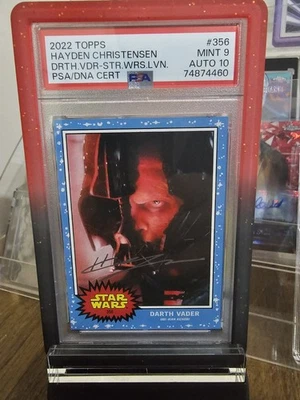 2022 TOPPS #356
HAYDEN CHRISTENSEN MINT 9
DRTH.VDR-STR.WRS.LVN. AUTO 10
PSA/DNA CERT PSA 74874460
STAR
WARS
DARTH VADER